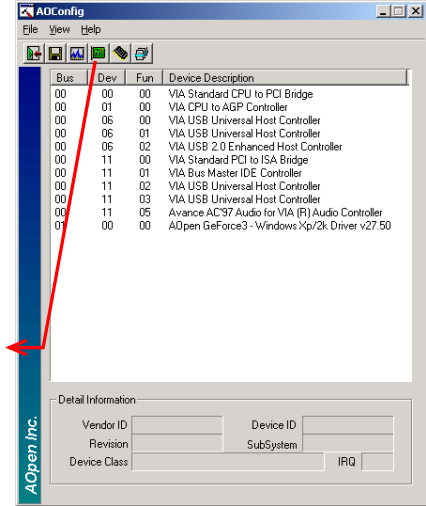 AOConfig
File View Help
Bus Dev Fun Device Description
00 00 00 VIA Standard CPU to PCI Bridge
00 01 00 VIA CPU to AGP Controller
00 06 00 VIA USB Universal Host Controller
00 06 01 VIA USB Universal Host Controller
00 06 02 VIA USB 2.0 Enhanced Host Controller
00 11 00 VIA Standard PCI to ISA Bridge
00 11 01 VIA Bus Master IDE Controller
00 11 02 VIA USB Universal Host Controller
00 11 03 VIA USB Universal Host Controller
00 11 05 Avance AC'97 Audio for VIA (R) Audio Controller
01 00 00 AOpen GeForce3 - Windows Xp/2k Driver v27.50
Detail Information
Vendor ID Device ID
Revision SubSystem
Device Class IRQ
AOpen Inc.